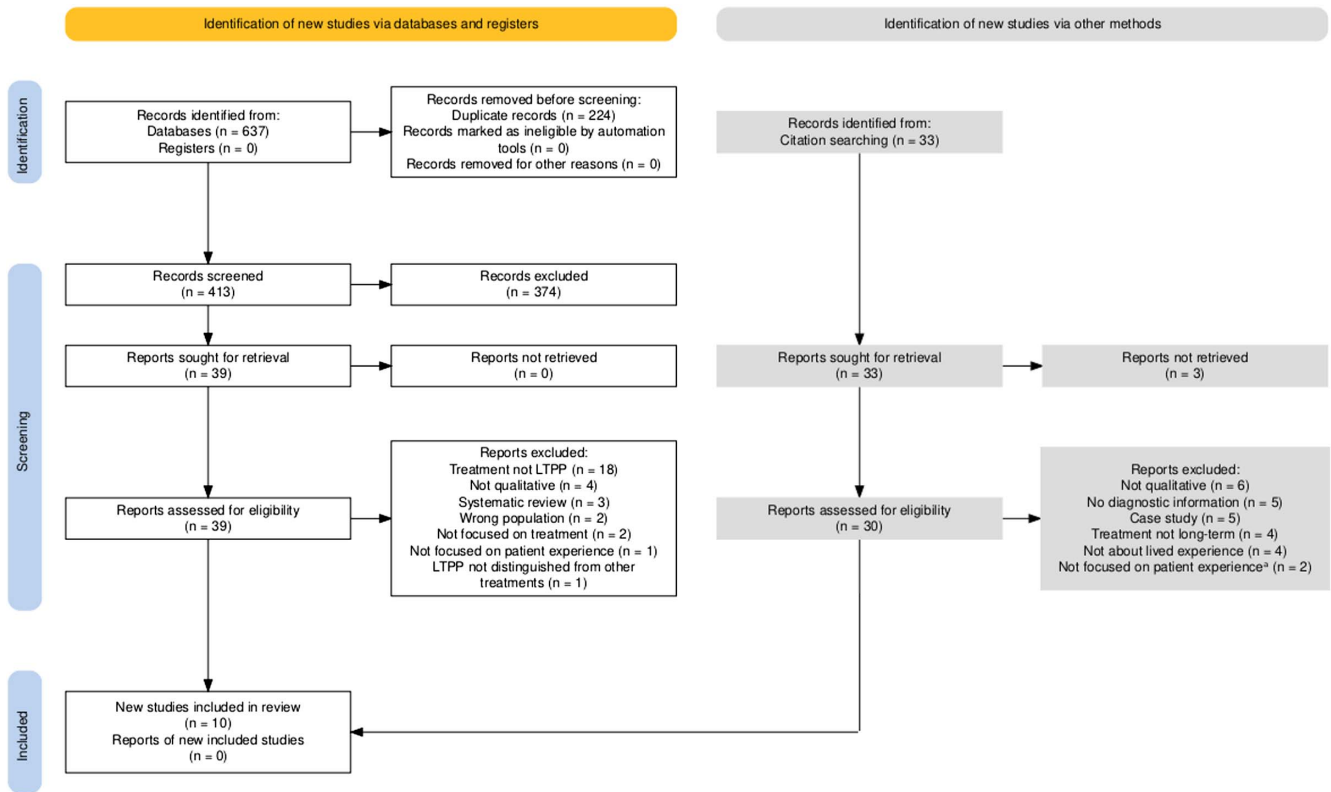 Identification of new studies via databases and registers
Identification of new studies via other methods
Identification
Records identified from:
Databases (n = 637)
Registers (n = 0)
Records removed before screening:
Duplicate records (n = 224)
Records marked as ineligible by automation
tools (n = 0)
Records removed for other reasons (n = 0)
Records identified from:
Citation searching (n = 33)
Screening
Records screened
(n = 413)
Records excluded
(n = 374)
Reports sought for retrieval
(n = 39)
Reports not retrieved
(n = 0)
Reports sought for retrieval
(n = 33)
Reports not retrieved
(n = 3)
Reports assessed for eligibility
(n = 39)
Reports excluded:
Treatment not LTPP (n = 18)
Not qualitative (n = 4)
Systematic review (n = 3)
Wrong population (n = 2)
Not focused on treatment (n = 2)
Not focused on patient experience (n = 1)
LTPP not distinguished from other
treatments (n = 1)
Reports assessed for eligibility
(n = 30)
Reports excluded:
Not qualitative (n = 6)
No diagnostic information (n = 5)
Case study (n = 5)
Treatment not long-term (n = 4)
Not about lived experience (n = 4)
Not focused on patient experienceᵃ (n = 2)
Included
New studies included in review
(n = 10)
Reports of new included studies
(n = 0)